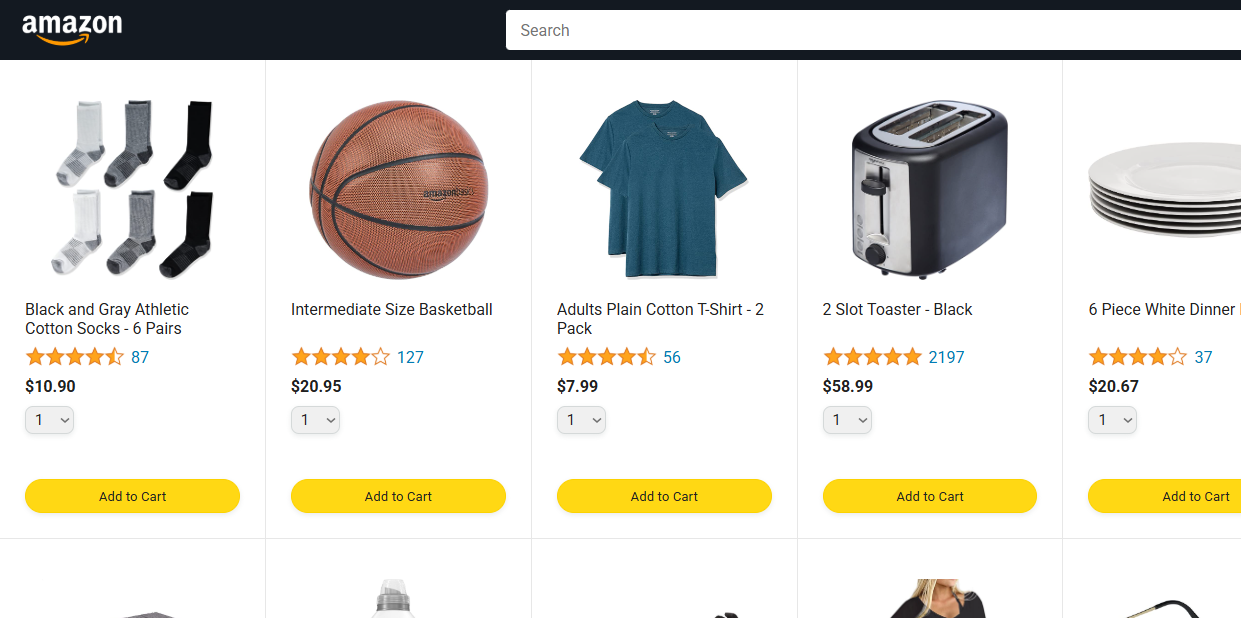 amazon
Search
Black and Gray Athletic
Cotton Socks - 6 Pairs
87
$10.90
1
Add to Cart
amazonbasics
Intermediate Size Basketball
127
$20.95
1
Add to Cart
Adults Plain Cotton T-Shirt - 2
Pack
56
$7.99
1
Add to Cart
2 Slot Toaster - Black
2197
$58.99
1
Add to Cart
6 Piece White Dinner
37
$20.67
1
Add to Cart